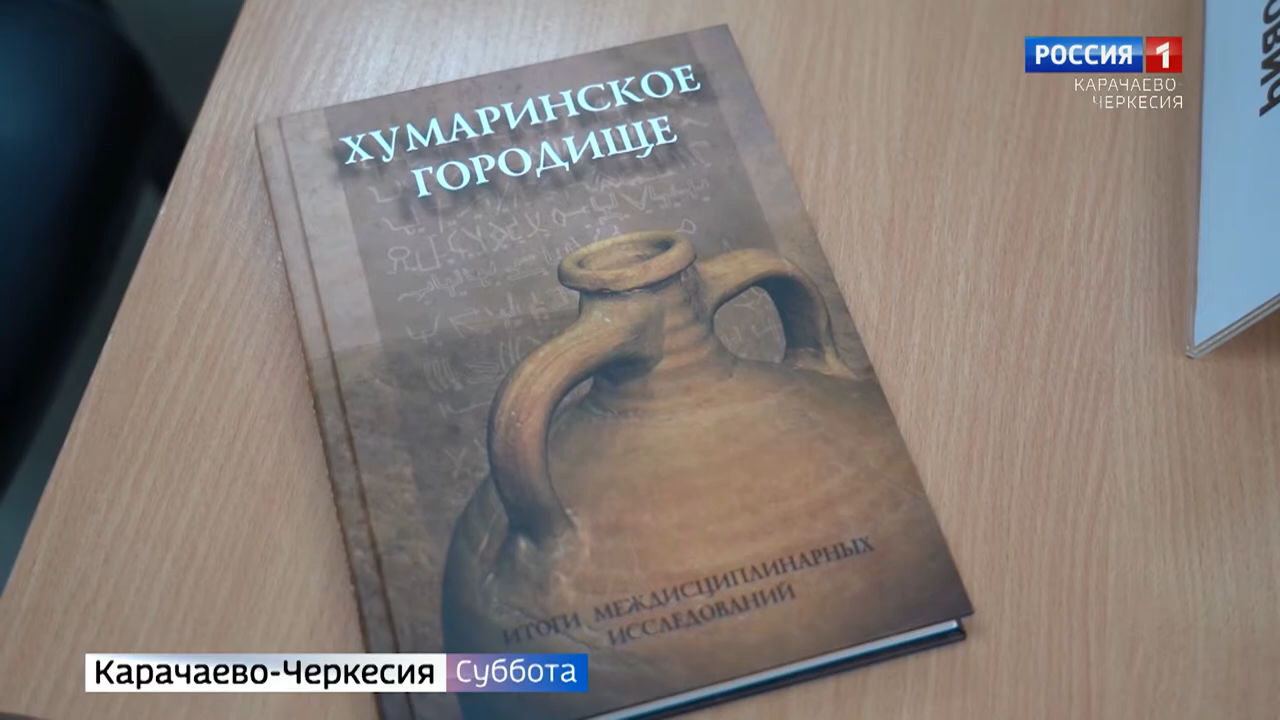 РОССИЯ 1
КАРАЧАЕВО-
ЧЕРКЕСИЯ
ХУМАРИНСКОЕ
ГОРОДИЩЕ
ИТОГИ МЕЖДИСЦИПЛИНАРНЫХ
ИССЛЕДОВАНИЙ
Карачаево-Черкесия Суббота